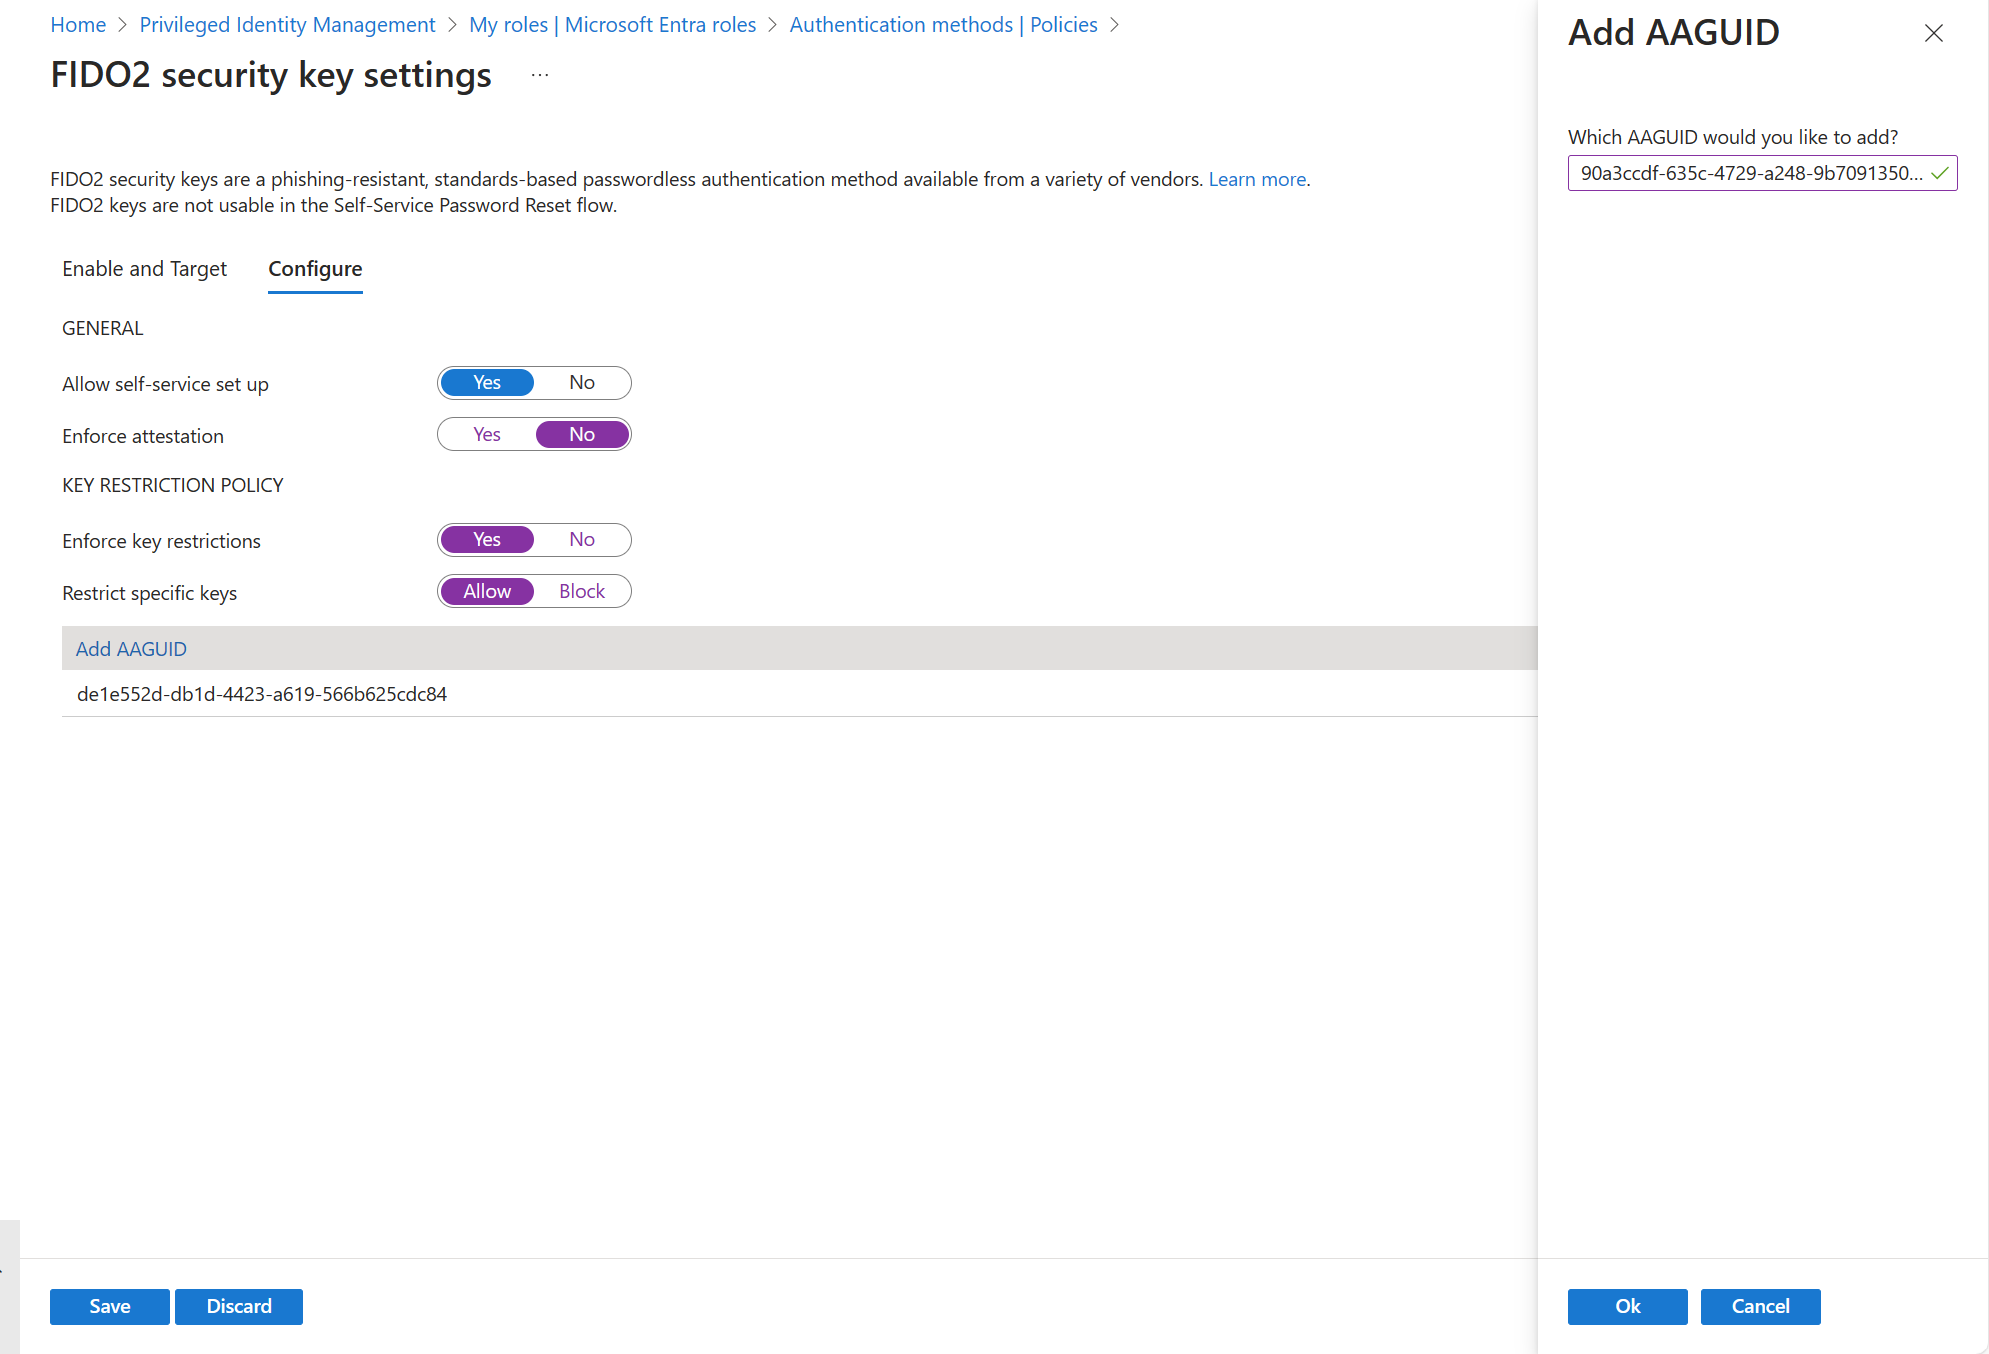 Home > Privileged Identity Management > My roles | Microsoft Entra roles > Authentication methods | Policies >
FIDO2 security key settings ...
FIDO2 security keys are a phishing-resistant, standards-based passwordless authentication method available from a variety of vendors. Learn more.
FIDO2 keys are not usable in the Self-Service Password Reset flow.
Enable and Target Configure
GENERAL
Allow self-service set up Yes No
Enforce attestation Yes No
KEY RESTRICTION POLICY
Enforce key restrictions Yes No
Restrict specific keys Allow Block
Add AAGUID
de1e552d-db1d-4423-a619-566b625cdc84
Save Discard
Add AAGUID
Which AAGUID would you like to add?
90a3ccdf-635c-4729-a248-9b7091350...
Ok Cancel